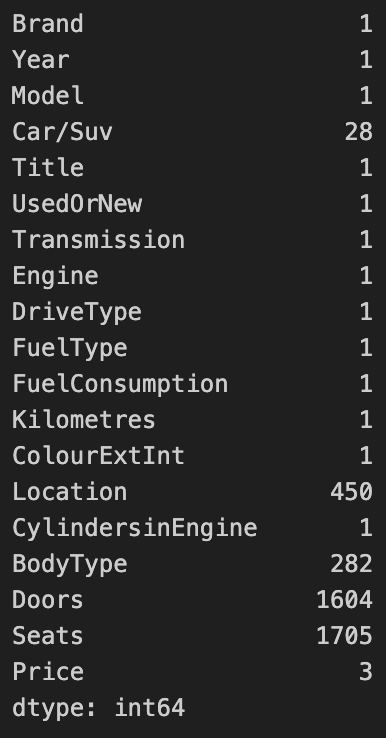 Brand 1
Year 1
Model 1
Car/Suv 28
Title 1
UsedOrNew 1
Transmission 1
Engine 1
DriveType 1
FuelType 1
FuelConsumption 1
Kilometres 1
ColourExtInt 1
Location 450
CylindersinEngine 1
BodyType 282
Doors 1604
Seats 1705
Price 3
dtype: int64